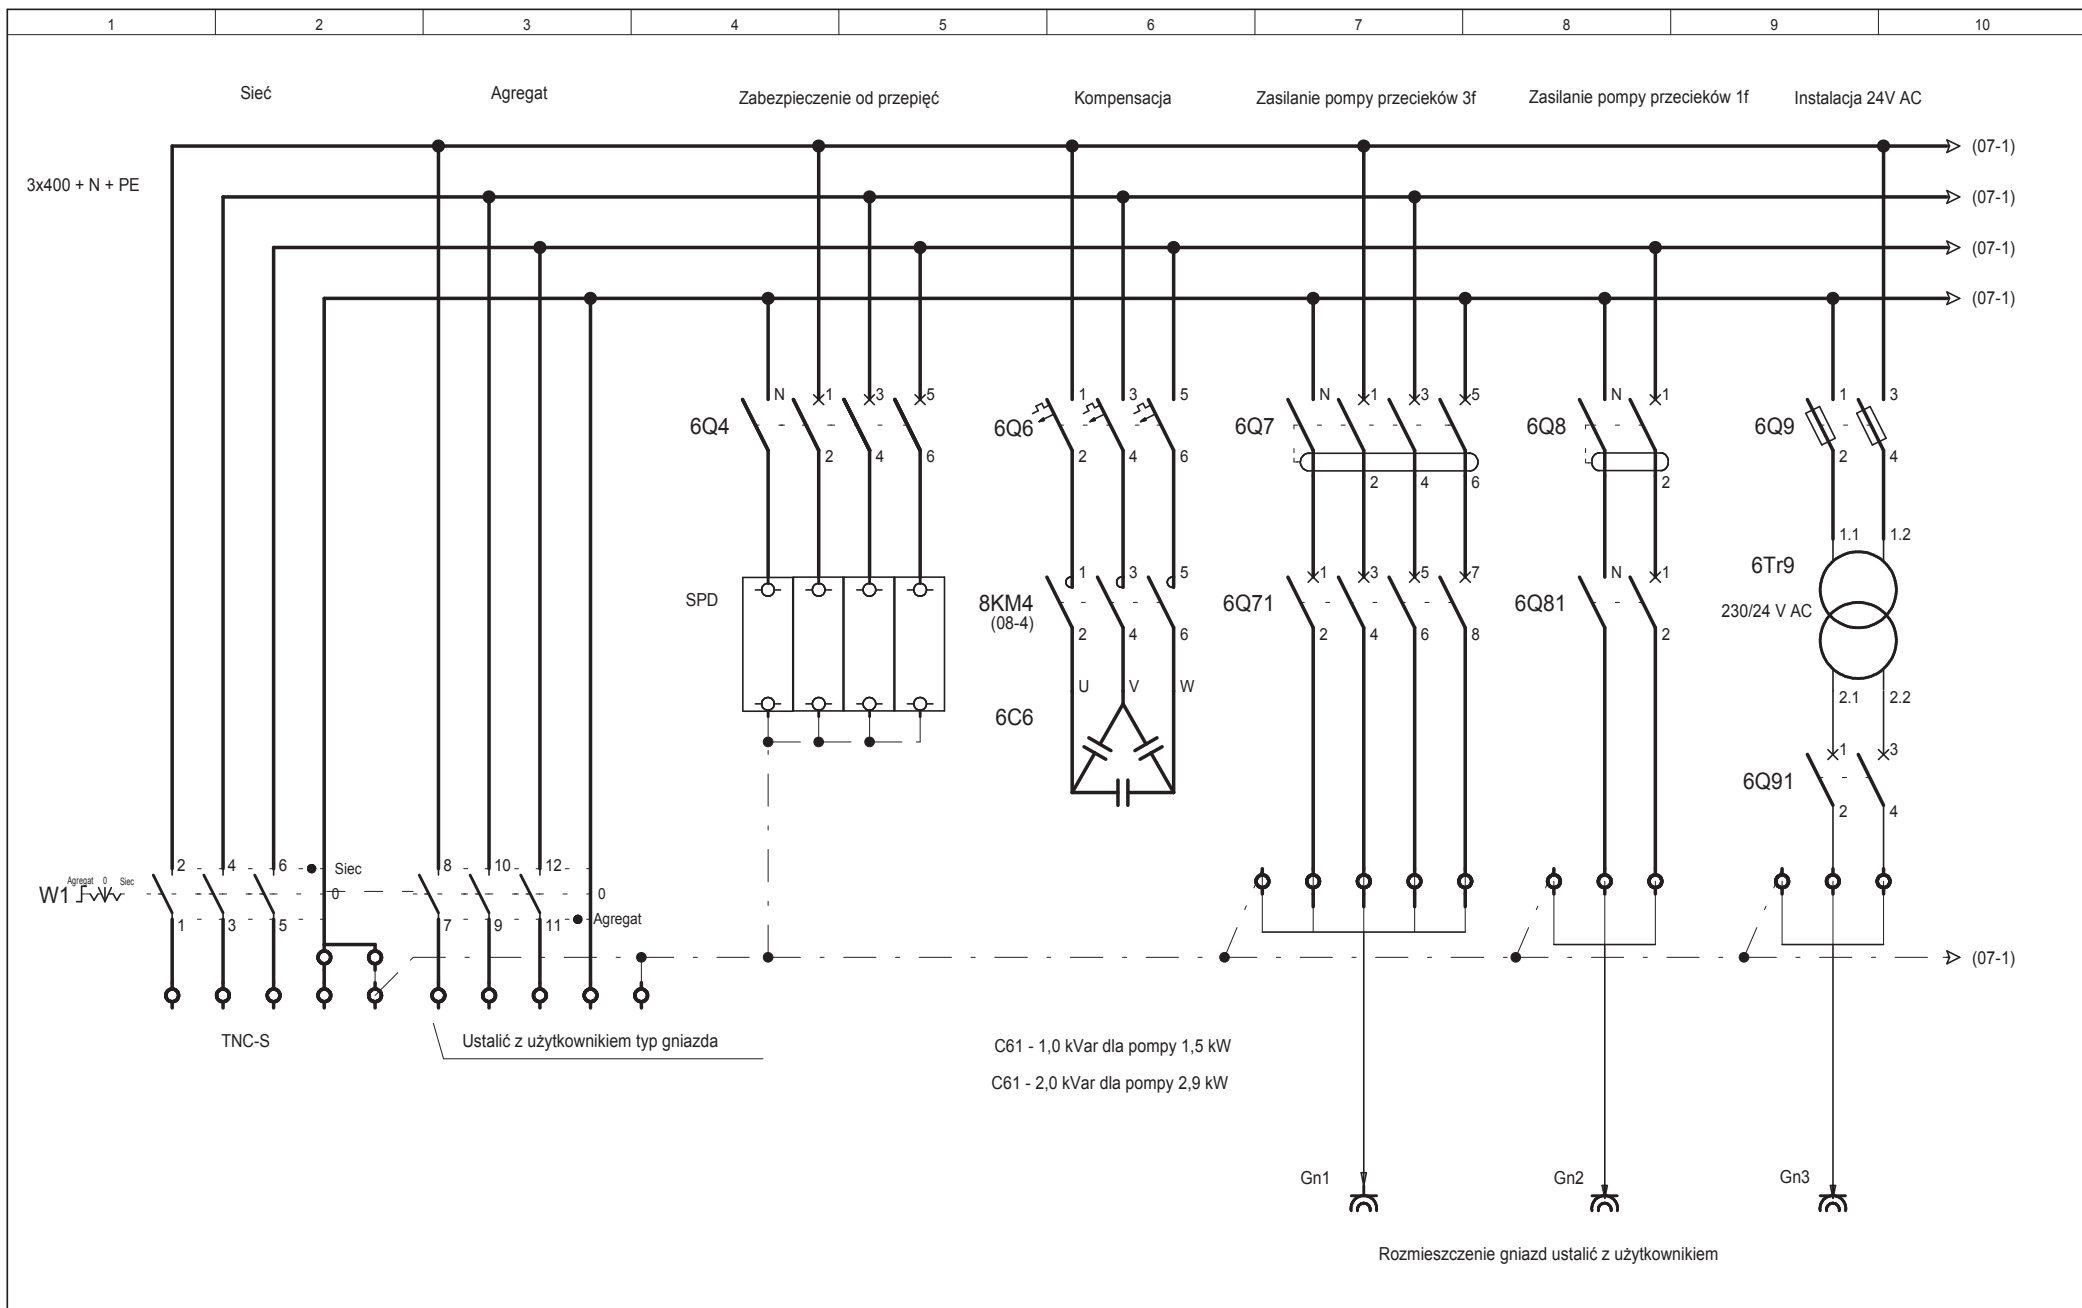 1 2 3 4 5 6 7 8 9 10
Sieć Agregat Zabezpieczenie od przepięć Kompensacja Zasilanie pompy przecieków 3f Zasilanie pompy przecieków 1f Instalacja 24V AC
(07-1)
3x400 + N + PE
(07-1)
(07-1)
(07-1)
N 1 3 5 1 3 5 N 1 3 5 N 1 1 3
6Q4 6Q6 6Q7 6Q8 6Q9
2 4 6 2 4 6 2 4
2 4 6 2
1.1 1.2
6Tr9
1 3 5 1 3 5 7 N 1
SPD 8KM4 6Q71 6Q81 230/24 V AC
(08-4)
2 4 6 2 4 6 8 2
U V W
2.1 2.2
6C6
1 3
6Q91
2 4
2 4 6 Siec 8 10 12
Agregat 0 Siec
W1 0 0
1 3 5 7 9 11 Agregat
(07-1)
TNC-S Ustalić z użytkownikiem typ gniazda
C61 - 1,0 kVar dla pompy 1,5 kW
C61 - 2,0 kVar dla pompy 2,9 kW
Gn1 Gn2 Gn3
Rozmieszczenie gniazd ustalić z użytkownikiem